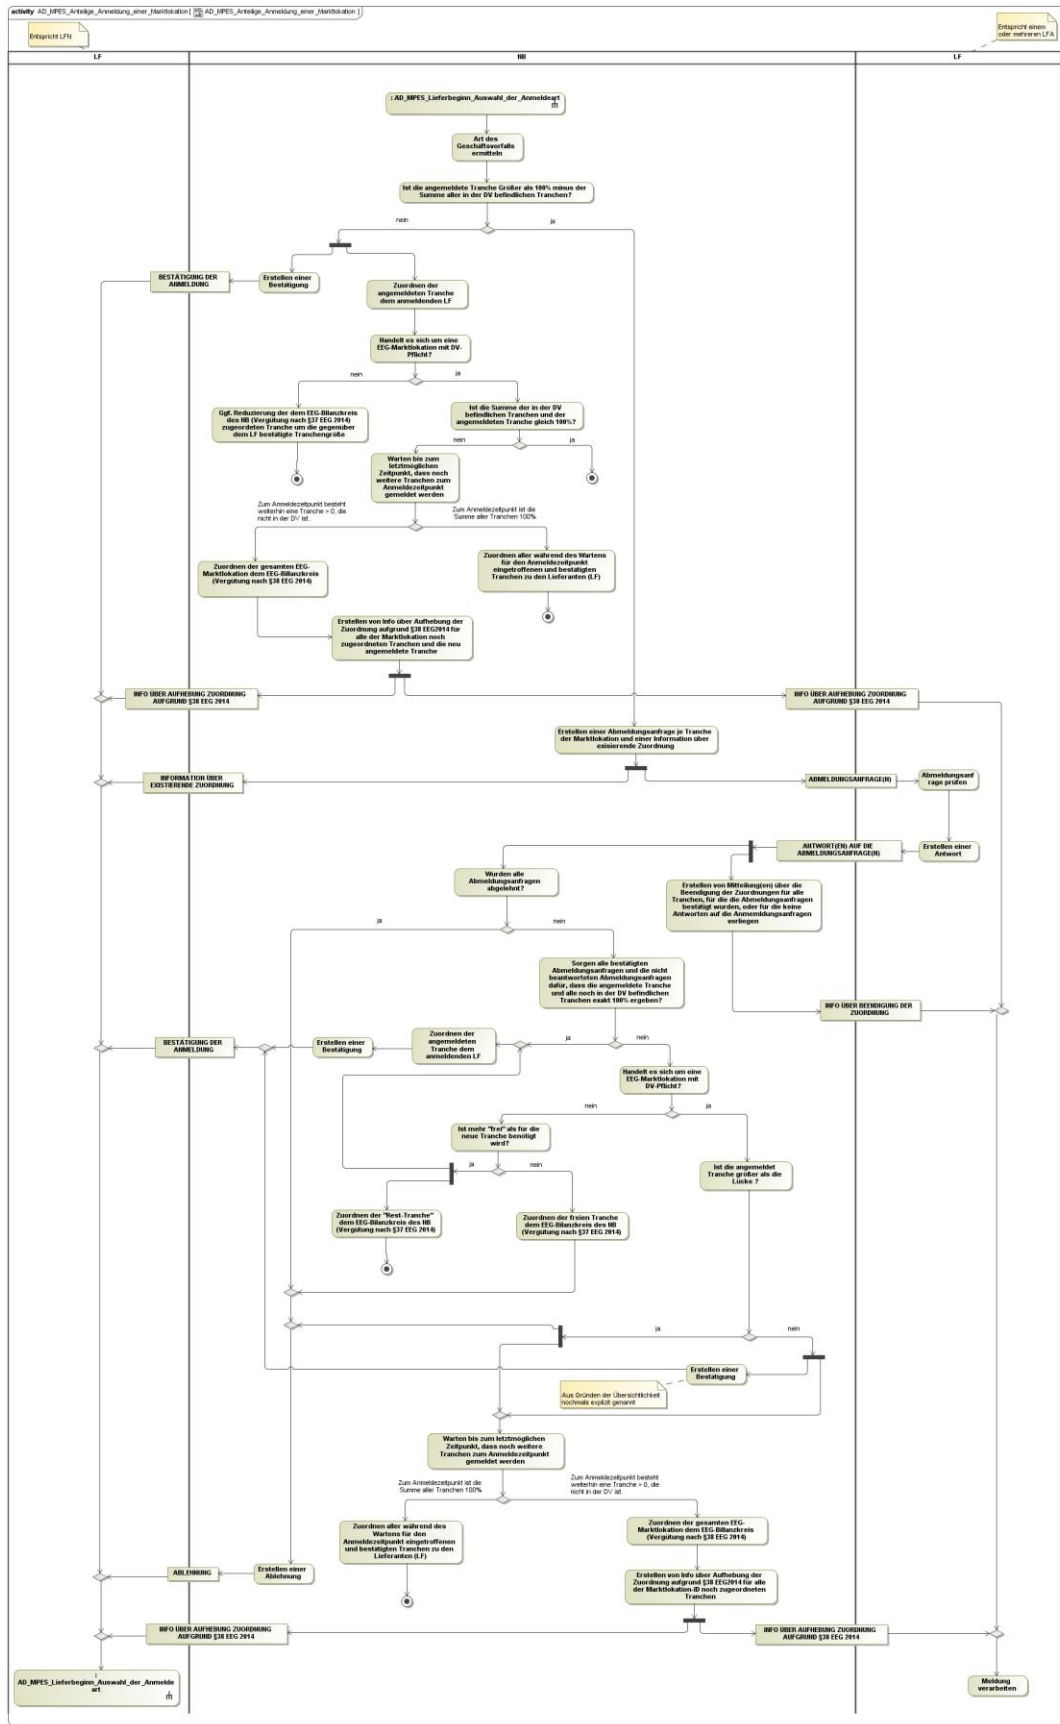 activity AD_MPES_Anteilige_Anmeldung_einer_Marktlokation [ AD_MPES_Anteilige_Anmeldung_einer_Marktlokation ]
Entspricht LFN
Entspricht einem
oder mehreren LFA
LF
NB
LF
: AD_MPES_Lieferbeginn_Auswahl_der_Anmeldeart
Art des
Geschäftsvorfalls
ermitteln
Ist die angemeldete Tranche Größer als 100% minus der
Summe aller in der DV befindlichen Tranchen?
nein
ja
BESTÄTIGUNG DER
ANMELDUNG
Erstellen einer
Bestätigung
Zuordnen der
angemeldeten Tranche
dem anmeldenden LF
Handelt es sich um eine
EEG-Marktlokation mit DV-
Pflicht?
nein
ja
Ggf. Reduzierung der dem EEG-Bilanzkreis
des NB (Vergütung nach §37 EEG 2014)
zugeordeten Tranche um die gegenüber
dem LF bestätigte Tranchengröße
Ist die Summe der in der DV
befindlichen Tranchen und der
angemeldeten Tranche gleich 100%?
nein
ja
Warten bis zum
letztmöglichen
Zeitpunkt, dass noch
weitere Tranchen zum
Anmeldezeitpunkt
gemeldet werden
Zum Anmeldezeitpunkt besteht
weiterhin eine Tranche > 0, die
nicht in der DV ist.
Zum Anmeldezeitpunkt ist die
Summe aller Tranchen 100%
Zuordnen der gesamten EEG-
Marktlokation dem EEG-Bilanzkreis
(Vergütung nach §38 EEG 2014)
Zuordnen aller während des Wartens
für den Anmeldezeitpunkt
eingetroffenen und bestätigten
Tranchen zu den Lieferanten (LF)
Erstellen von Info über Aufhebung der
Zuordnung aufgrund §38 EEG2014 für
alle der Marktlokation noch
zugeordneten Tranchen und die neu
angemeldete Tranche
INFO ÜBER AUFHEBUNG ZUORDNUNG
AUFGRUND §38 EEG 2014
INFO ÜBER AUFHEBUNG ZUORDNUNG
AUFGRUND §38 EEG 2014
Erstellen einer Abmeldungsanfrage je Tranche
der Marktlokation und einer Information über
exisierende Zuordnung
INFORMATION ÜBER
EXISTIERENDE ZUORDNUNG
ABMELDUNGSANFRAGE(N)
Abmeldungsanf
rage prüfen
ANTWORT(EN) AUF DIE
ABMELDUNGSANFRAGE(N)
Erstellen einer
Antwort
Wurden alle
Abmeldungsanfragen
abgelehnt?
Erstellen von Mitteilung(en) über die
Beendigung der Zuordnungen für alle
Tranchen, für die die Abmeldungsanfragen
bestätigt wurden, oder für die keine
Antworten auf die Anmemldungsanfragen
vorliegen
ja
nein
Sorgen alle bestätigten
Abmeldungsanfragen und die nicht
beantworteten Abmeldungsanfragen
dafür, dass die angemeldete Tranche
und alle noch in der DV befindlichen
Tranchen exakt 100% ergeben?
INFO ÜBER BEENDIGUNG DER
ZUORDNUNG
BESTÄTIGUNG DER
ANMELDUNG
Erstellen einer
Bestätigung
Zuordnen der
angemeldeten
Tranche dem
anmeldenden LF
ja
nein
Handelt es sich um eine
EEG-Marktlokation mit
DV-Pflicht?
nein
ja
Ist mehr "frei" als für die
neue Tranche benötigt
wird?
Ist die angemeldet
Tranche größer als die
Lücke ?
ja
nein
Zuordnen der "Rest-Tranche"
dem EEG-Bilanzkreis des NB
(Vergütung nach §37 EEG 2014)
Zuordnen der freien Tranche
dem EEG-Bilanzkreis des NB
(Vergütung nach §37 EEG 2014)
ja
nein
Erstellen einer
Bestätigung
Aus Gründen der Übersichtlichkeit
nochmals explizit genannt
Warten bis zum letztmöglichen
Zeitpunkt, dass noch weitere
Tranchen zum Anmeldezeitpunkt
gemeldet werden
Zum Anmeldezeitpunkt ist die
Summe aller Tranchen 100%
Zum Anmeldezeitpunkt besteht
weiterhin eine Tranche > 0, die
nicht in der DV ist.
Zuordnen aller während des
Wartens für den
Anmeldezeitpunkt eingetroffenen
und bestätigten Tranchen zu den
Lieferanten (LF)
Zuordnen der gesamten EEG-
Marktlokation dem EEG-Bilanzkreis
(Vergütung nach §38 EEG 2014)
ABLEHNUNG
Erstellen einer
Ablehnung
Erstellen von Info über Aufhebung der
Zuordnung aufgrund §38 EEG2014 für alle
der Marktlokation-ID noch zugeordneten
Tranchen
INFO ÜBER AUFHEBUNG ZUORDNUNG
AUFGRUND §38 EEG 2014
INFO ÜBER AUFHEBUNG ZUORDNUNG
AUFGRUND §38 EEG 2014
:
AD_MPES_Lieferbeginn_Auswahl_der_Anmelde
art
Meldung
verarbeiten